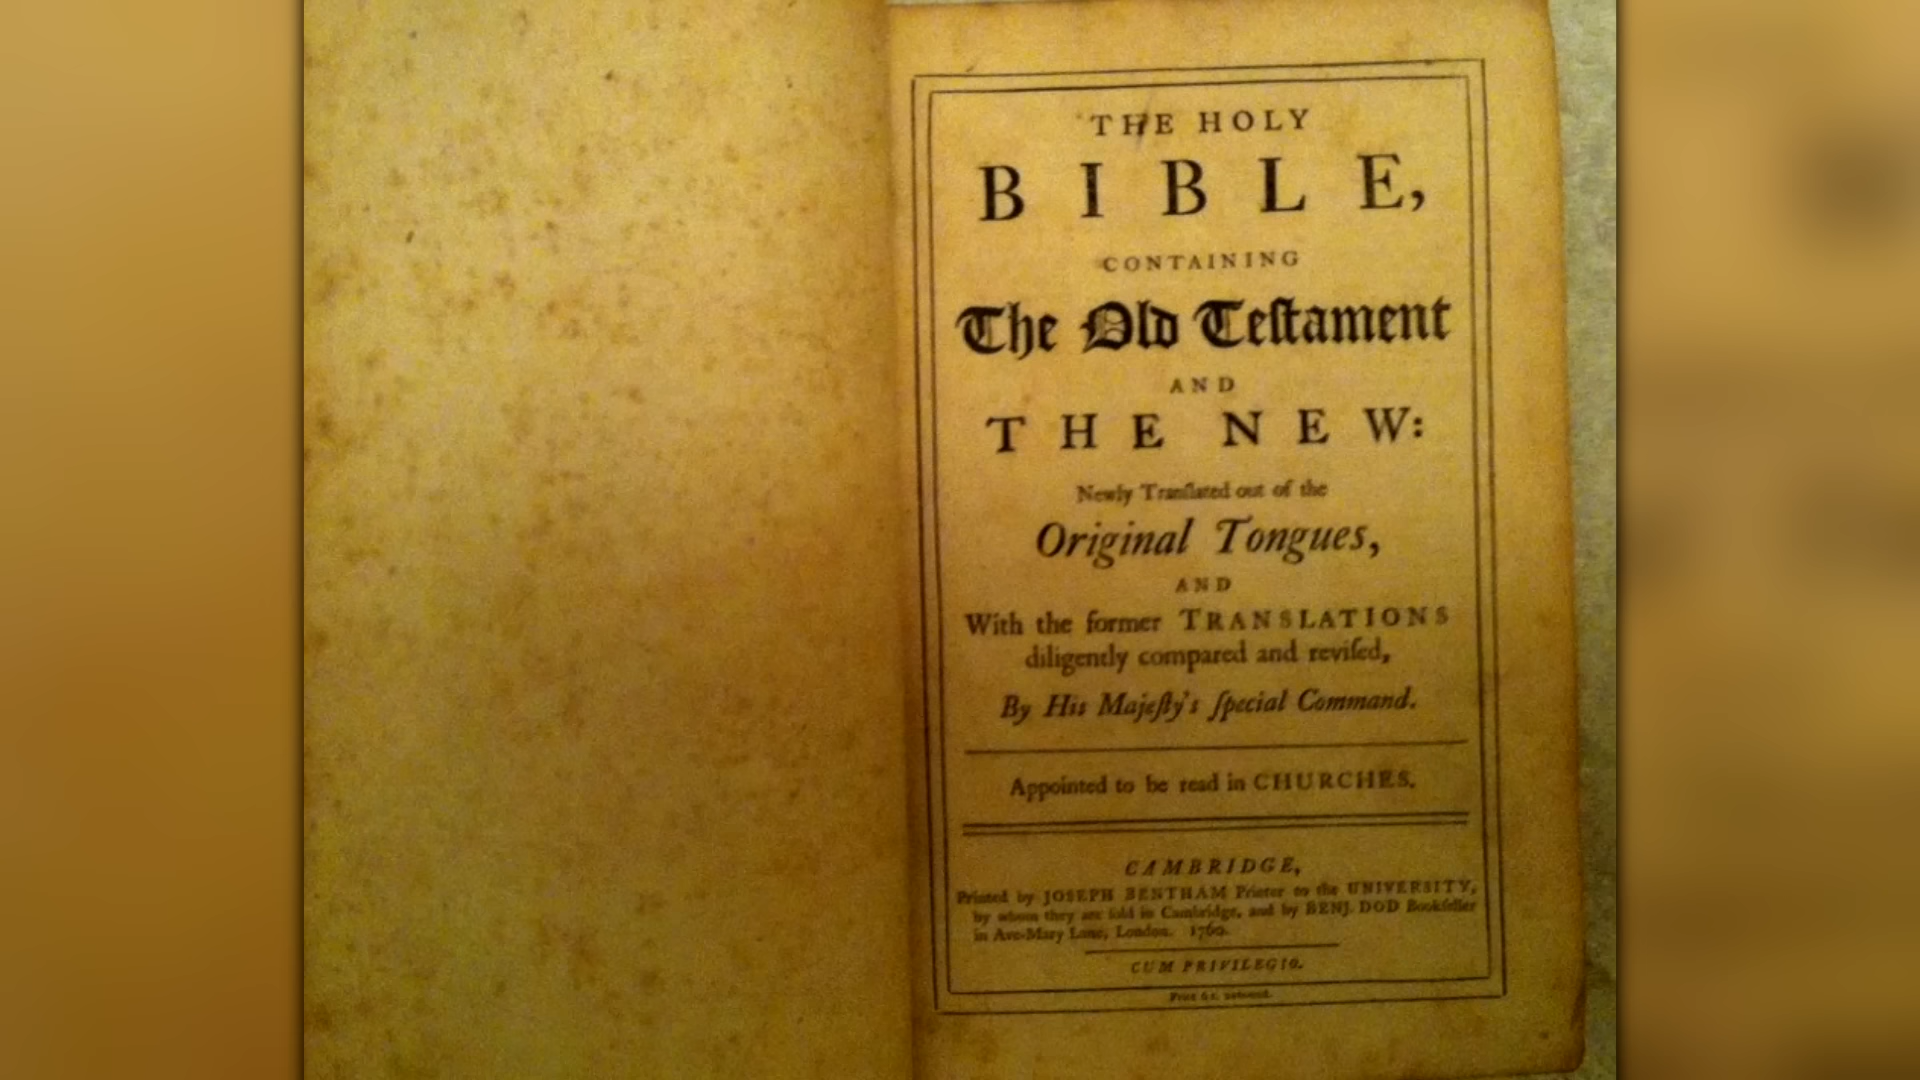 THE HOLY
BIBLE,
CONTAINING
The Old Teſtament
AND
THE NEW:
Newly Tranſlated out of the
Original Tongues,
AND
With the former TRANSLATIONS
diligently compared and reviſed,
By His Majeſty's ſpecial Command.
Appointed to be read in CHURCHES.
CAMBRIDGE,
Printed by JOSEPH BENTHAM Printer to the UNIVERSITY,
by whom they are ſold in Cambridge, and by BENJ. DOD Bookſeller
in Ave-Mary Lane, London. 1760.
CUM PRIVILEGIO.
Price 6 s. unbound.